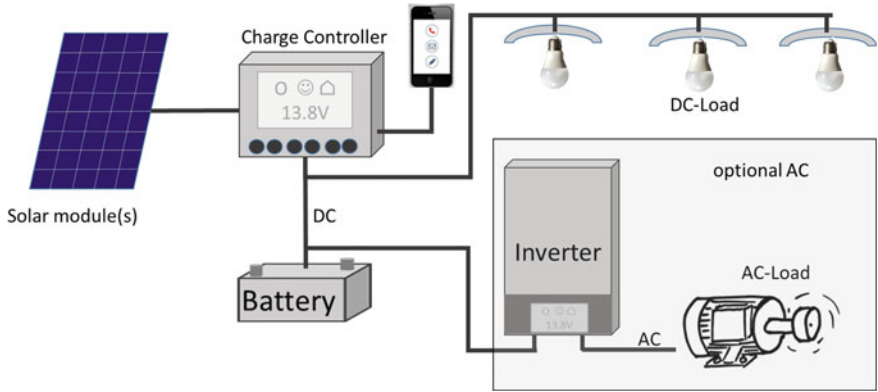 Charge Controller
13.8V
DC-Load
optional AC
Solar module(s)
DC
Inverter
AC-Load
Battery
13.8V
AC